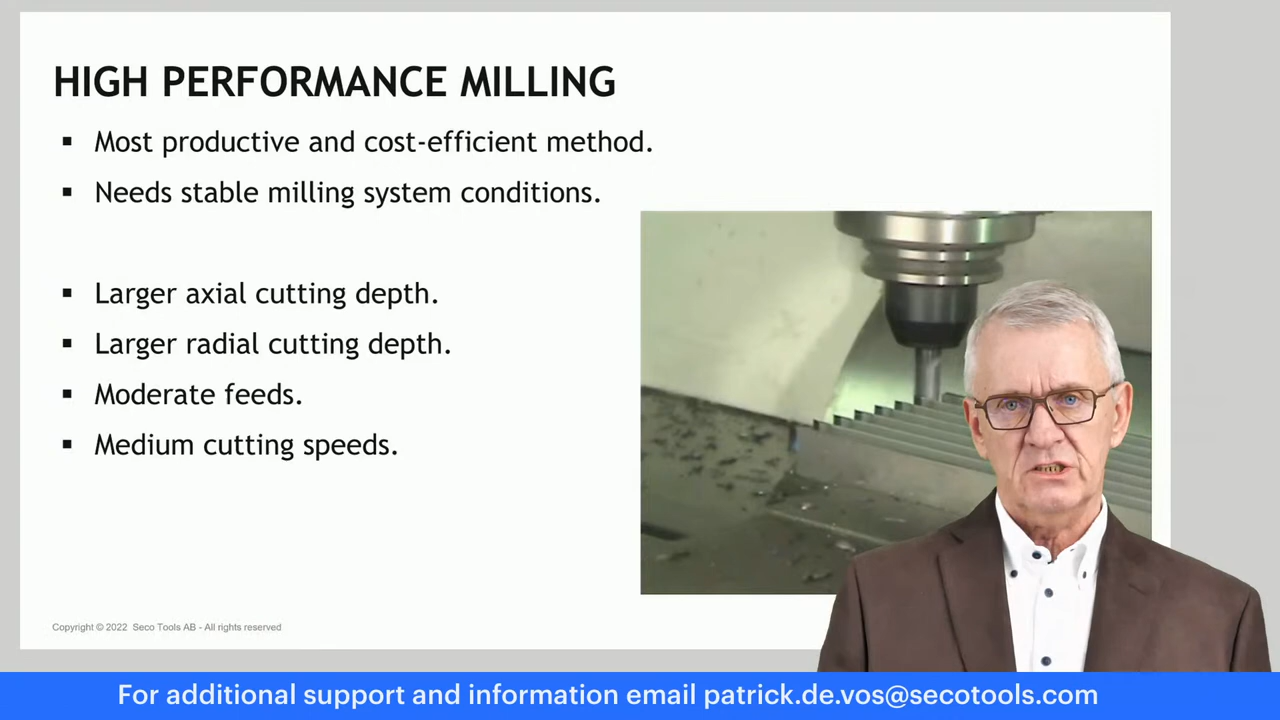 HIGH PERFORMANCE MILLING
▪ Most productive and cost-efficient method.
▪ Needs stable milling system conditions.
▪ Larger axial cutting depth.
▪ Larger radial cutting depth.
▪ Moderate feeds.
▪ Medium cutting speeds.
Copyright © 2022 Seco Tools AB - All rights reserved
For additional support and information email patrick.de.vos@secotools.com